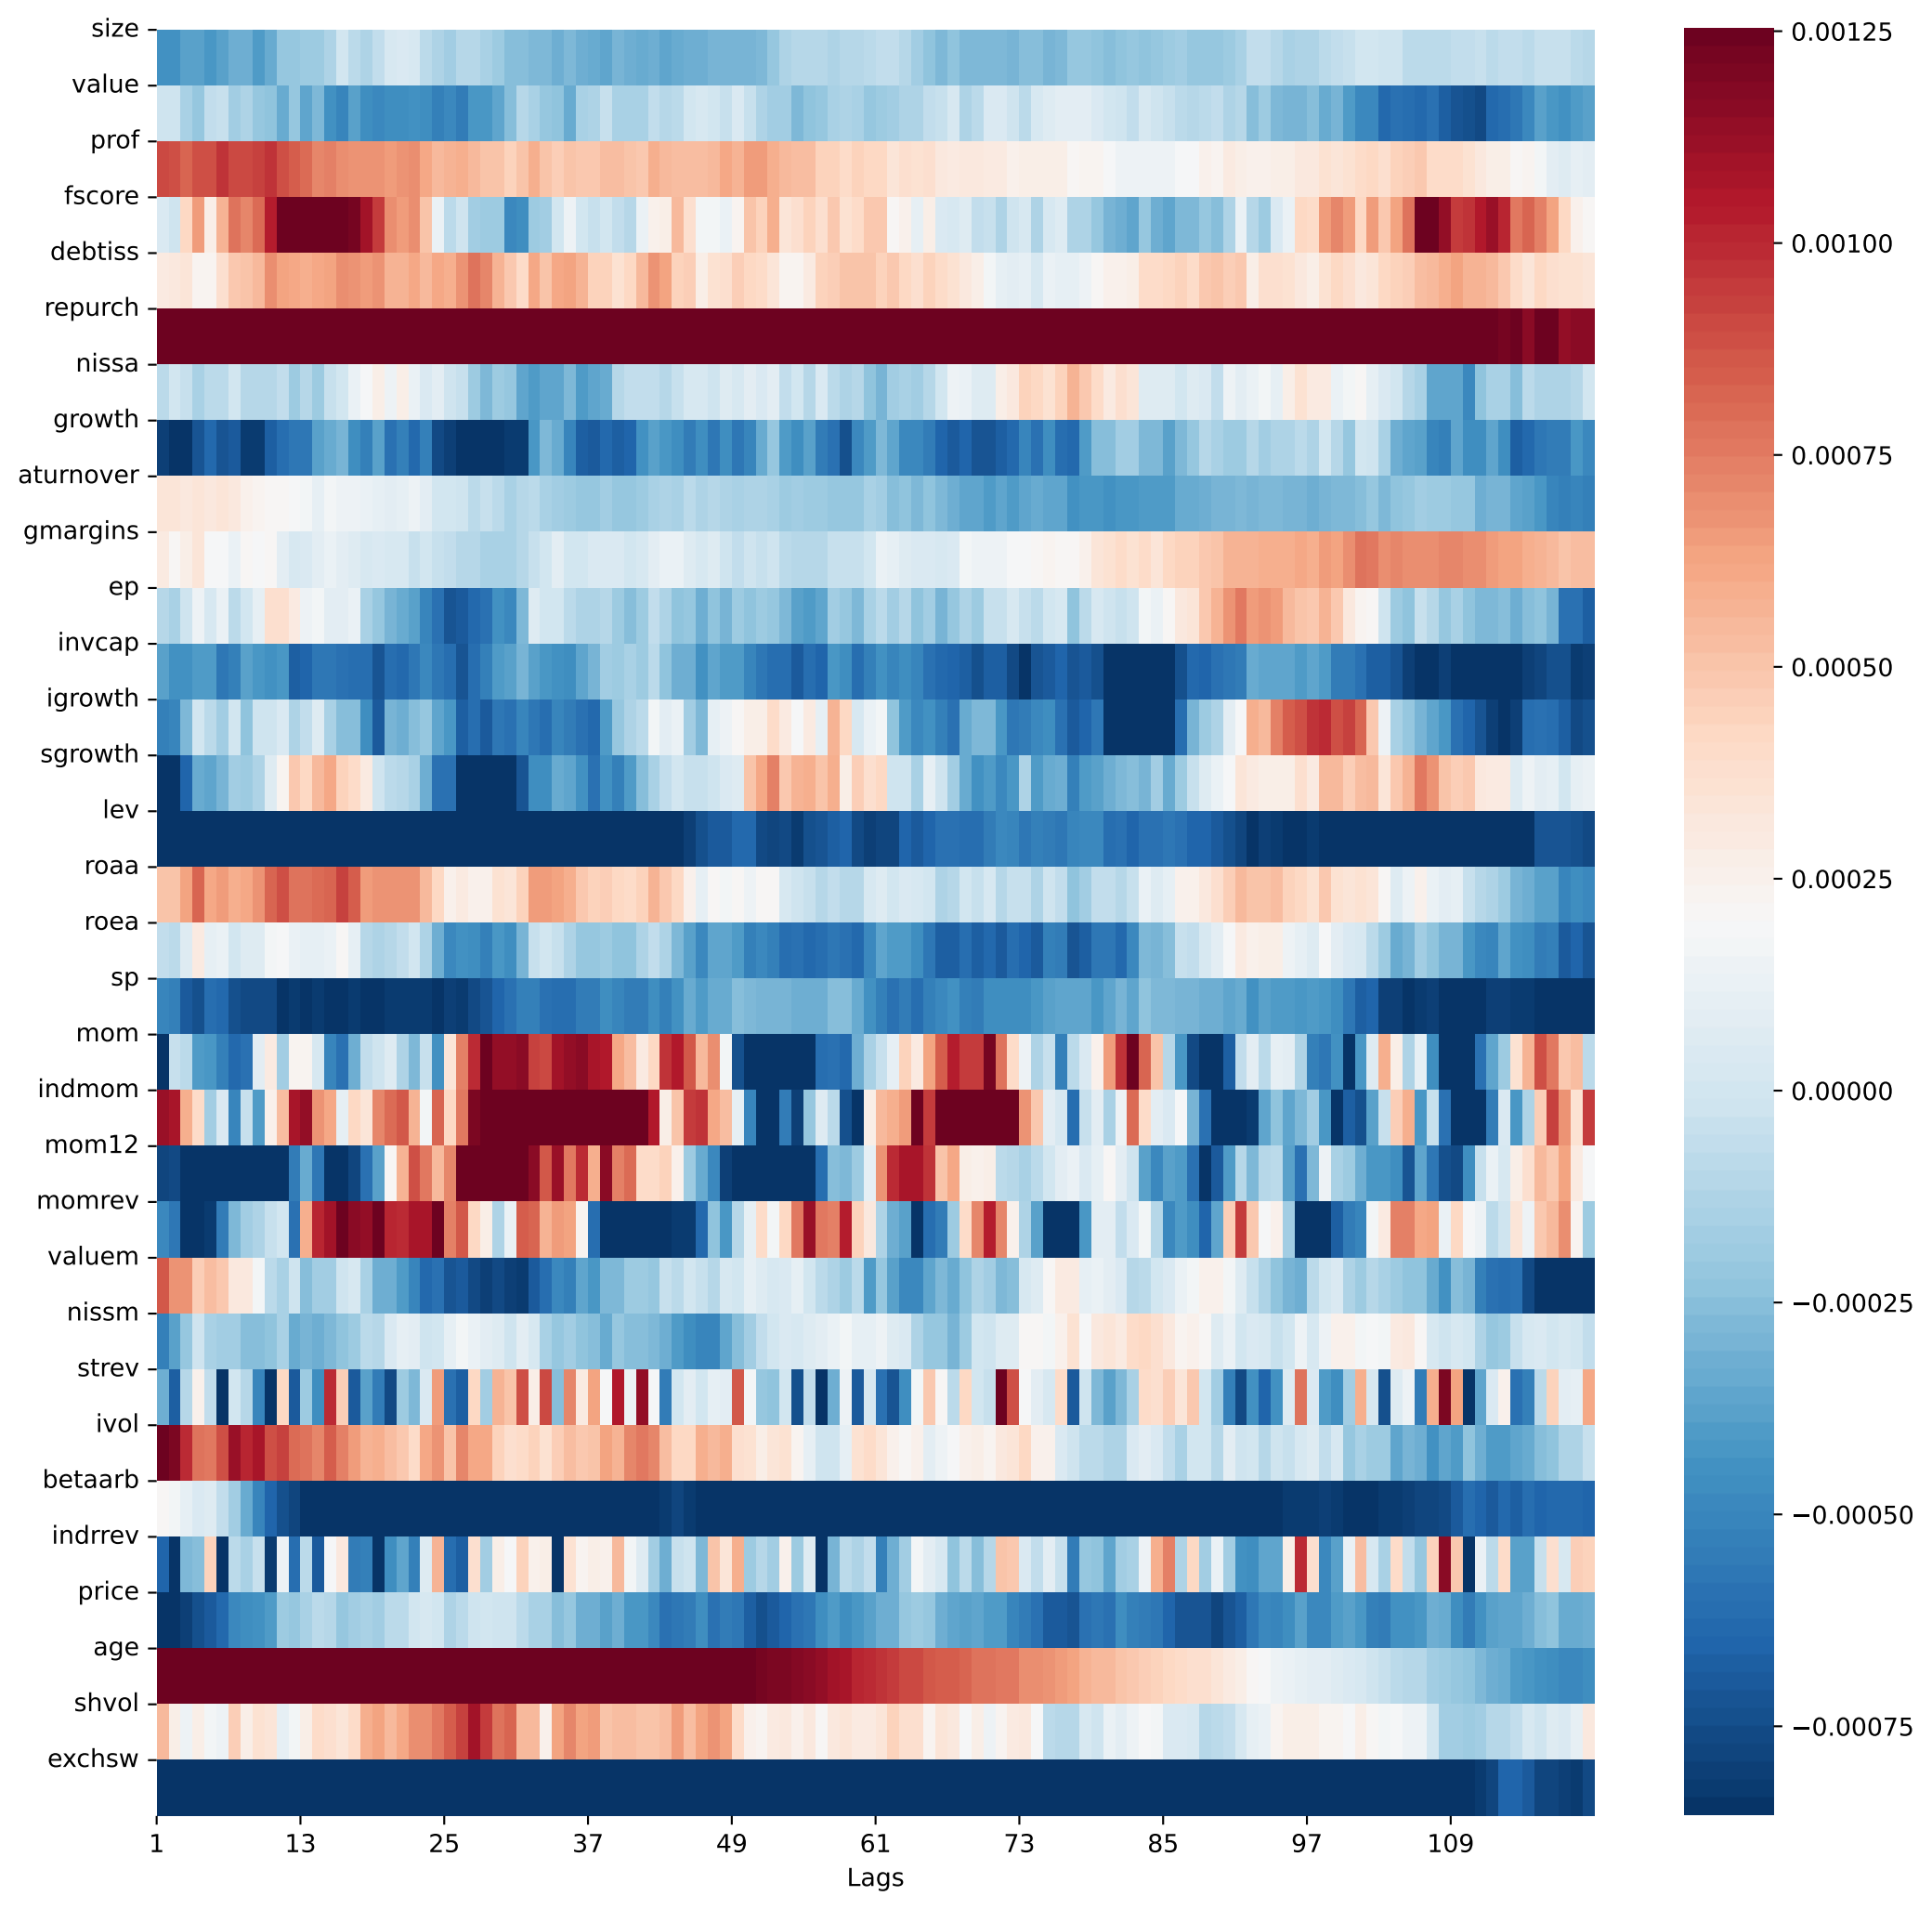 size
value
prof
fscore
debtiss
repurch
nissa
growth
aturnover
gmargins
ep
invcap
igrowth
sgrowth
lev
roaa
roea
sp
mom
indmom
mom12
momrev
valuem
nissm
strev
ivol
betaarb
indrrev
price
age
shvol
exchsw
1 13 25 37 49 61 73 85 97 109
Lags
0.00125
0.00100
0.00075
0.00050
0.00025
0.00000
−0.00025
−0.00050
−0.00075